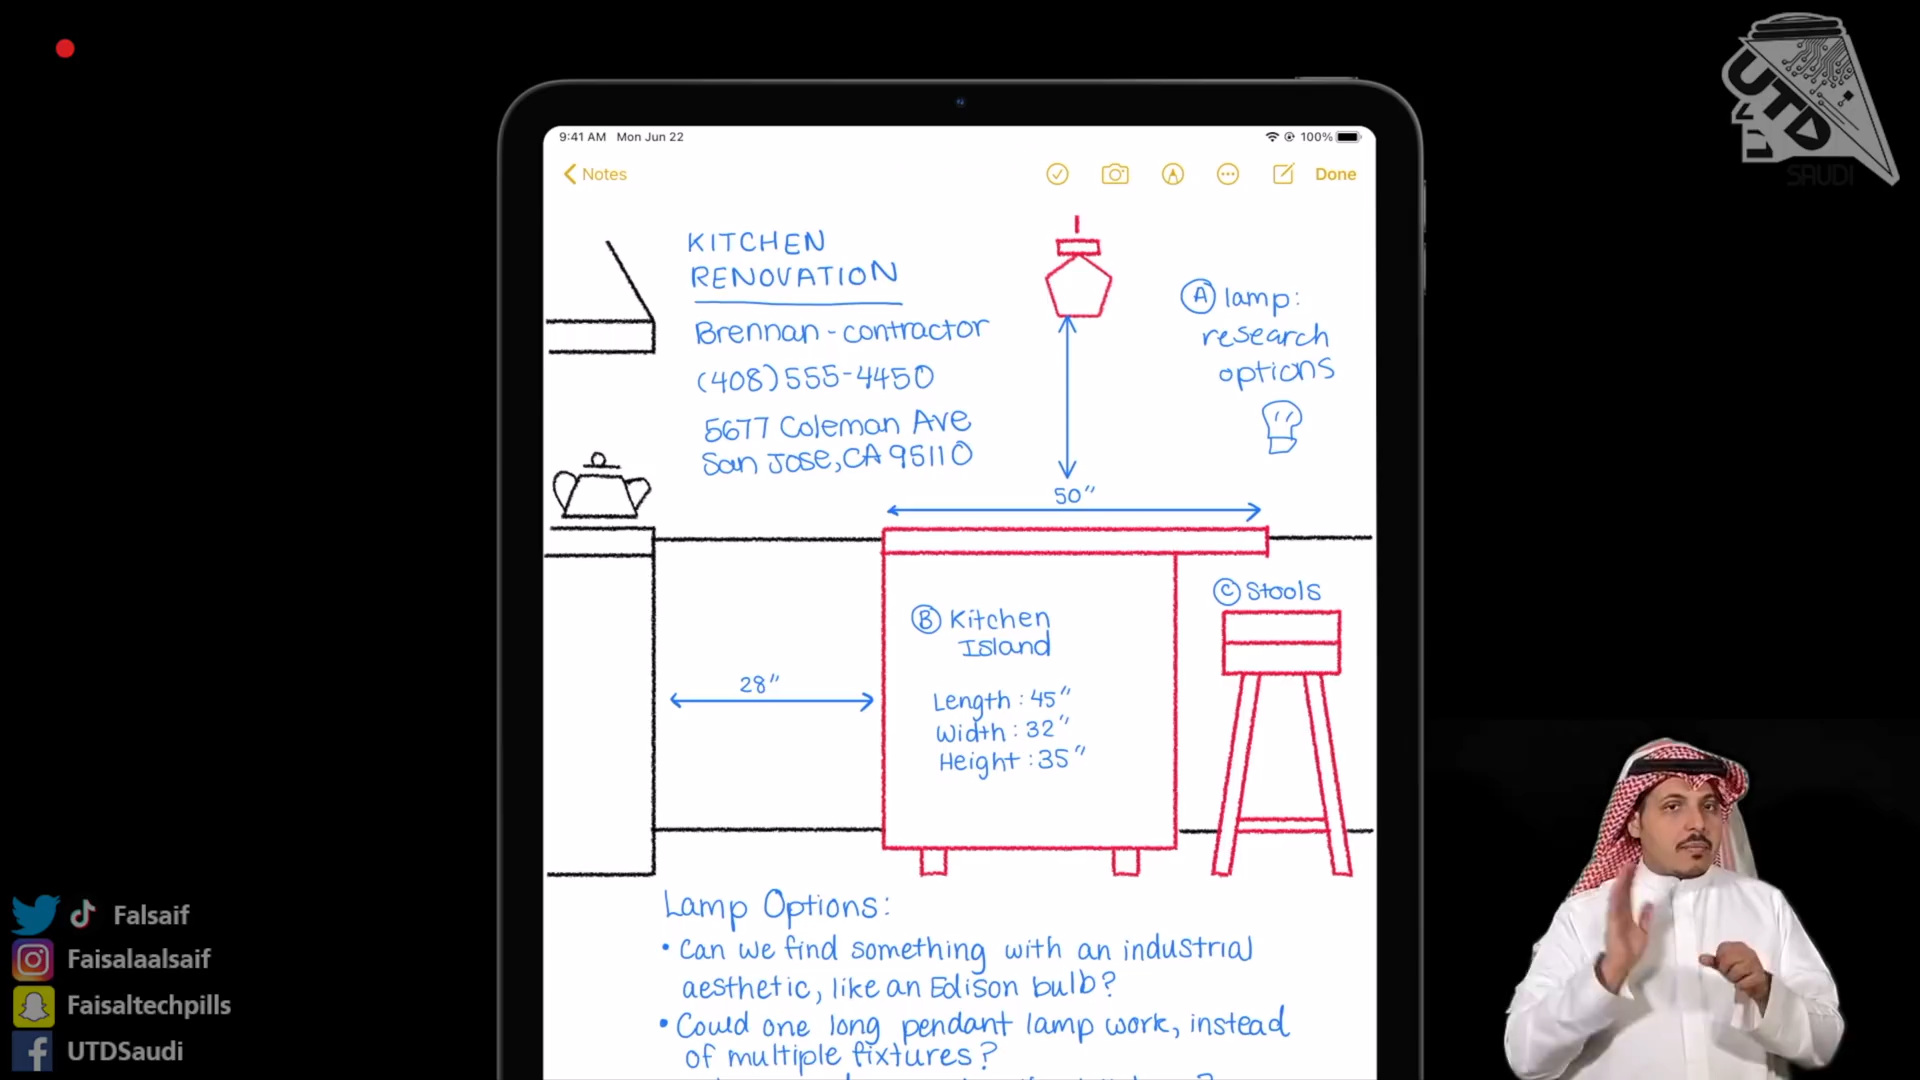 UTD
بالعربي
SAUDI
9:41 AM Mon Jun 22
100%
Notes
Done
KITCHEN
RENOVATION
Brennan - contractor
(408) 555-4450
5677 Coleman Ave
San Jose, CA 95110
A lamp:
research
options
50"
C Stools
B Kitchen
Island
28"
Length: 45"
Width: 32"
Height: 35"
Lamp Options:
• Can we find something with an industrial
aesthetic, like an Edison bulb?
• Could one long pendant lamp work, instead
of multiple fixtures?
Falsaif
Faisalaalsaif
Faisaltechpills
UTDSaudi